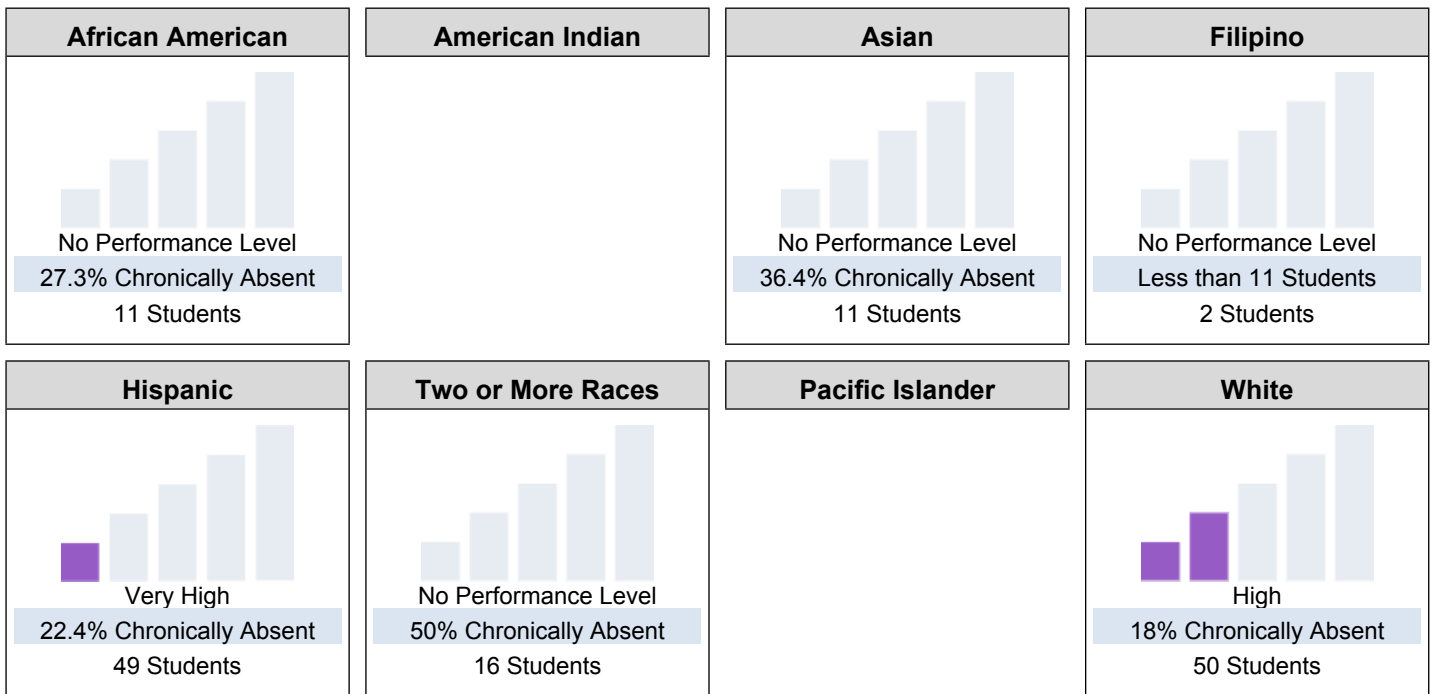 African American
No Performance Level
27.3% Chronically Absent
11 Students
American Indian
Asian
No Performance Level
36.4% Chronically Absent
11 Students
Filipino
No Performance Level
Less than 11 Students
2 Students
Hispanic
Very High
22.4% Chronically Absent
49 Students
Two or More Races
No Performance Level
50% Chronically Absent
16 Students
Pacific Islander
White
High
18% Chronically Absent
50 Students